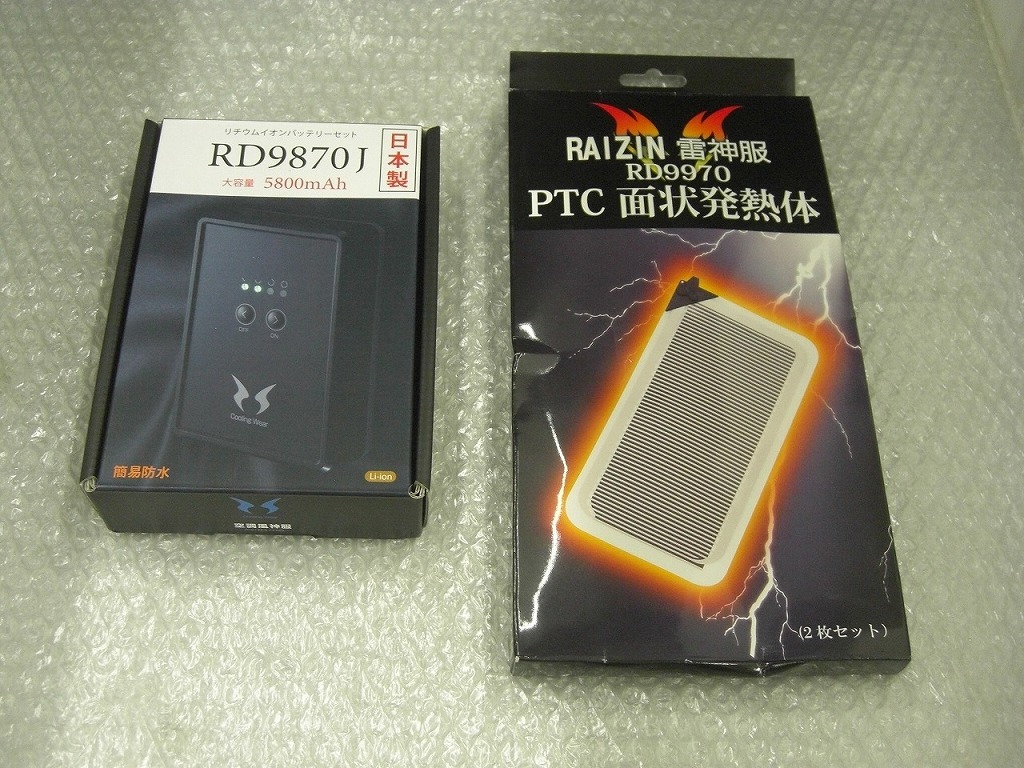 リチウムイオンバッテリーセット
RD9870J
大容量 5800mAh
日本製
OFF
ON
Cooling Wear
簡易防水
Li-ion
空調風神服
RAIZIN 雷神服
RD9970
PTC 面状発熱体
(2枚セット)